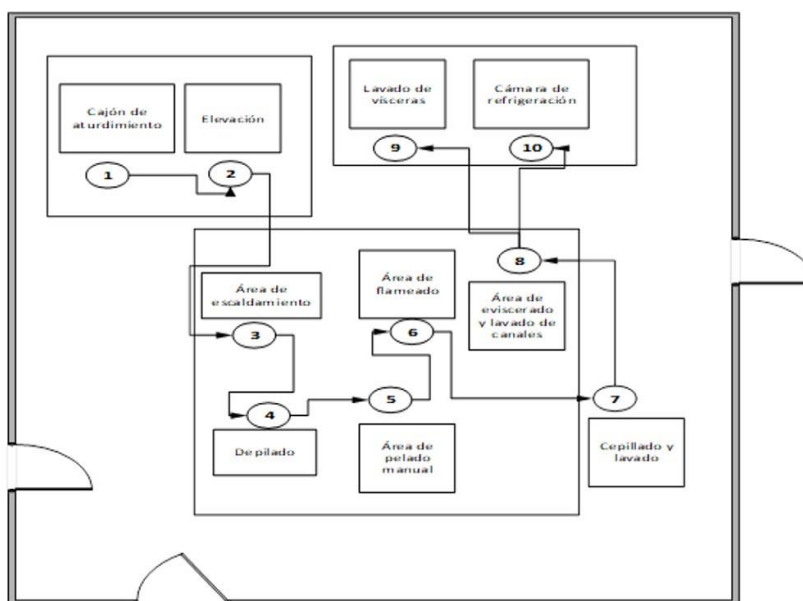 Cajón de
aturdimiento
Elevación
1
2
Lavado de
vísceras
Cámara de
refrigeración
9
10
Área de
escaldamiento
3
Área de
flameado
6
8
Área de
eviscerado
y lavado de
canales
4
Depilado
5
Área de
pelado
manual
7
Cepillado y
lavado